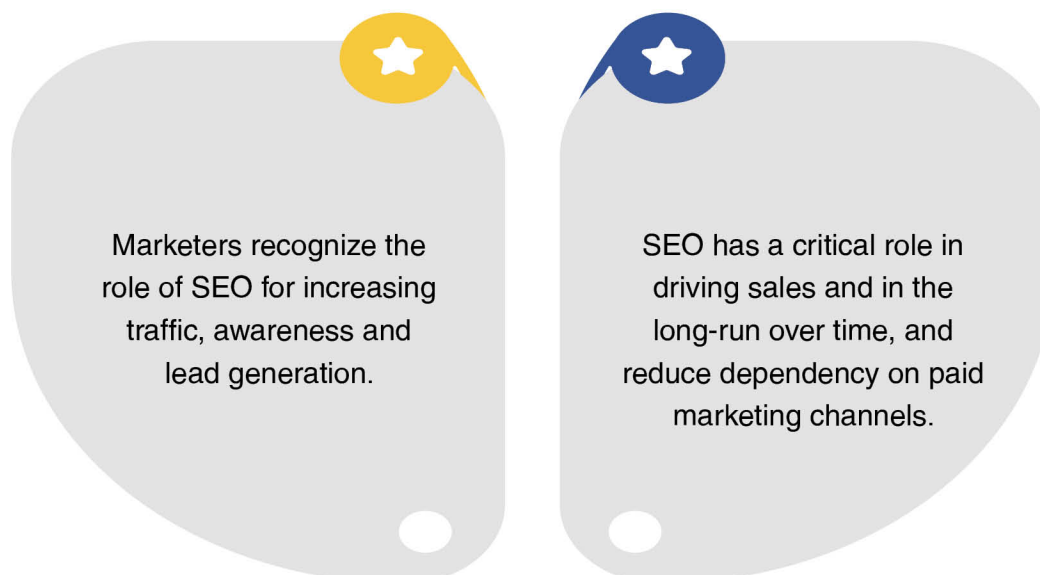 Marketers recognize the
role of SEO for increasing
traffic, awareness and
lead generation.
SEO has a critical role in
driving sales and in the
long-run over time, and
reduce dependency on paid
marketing channels.